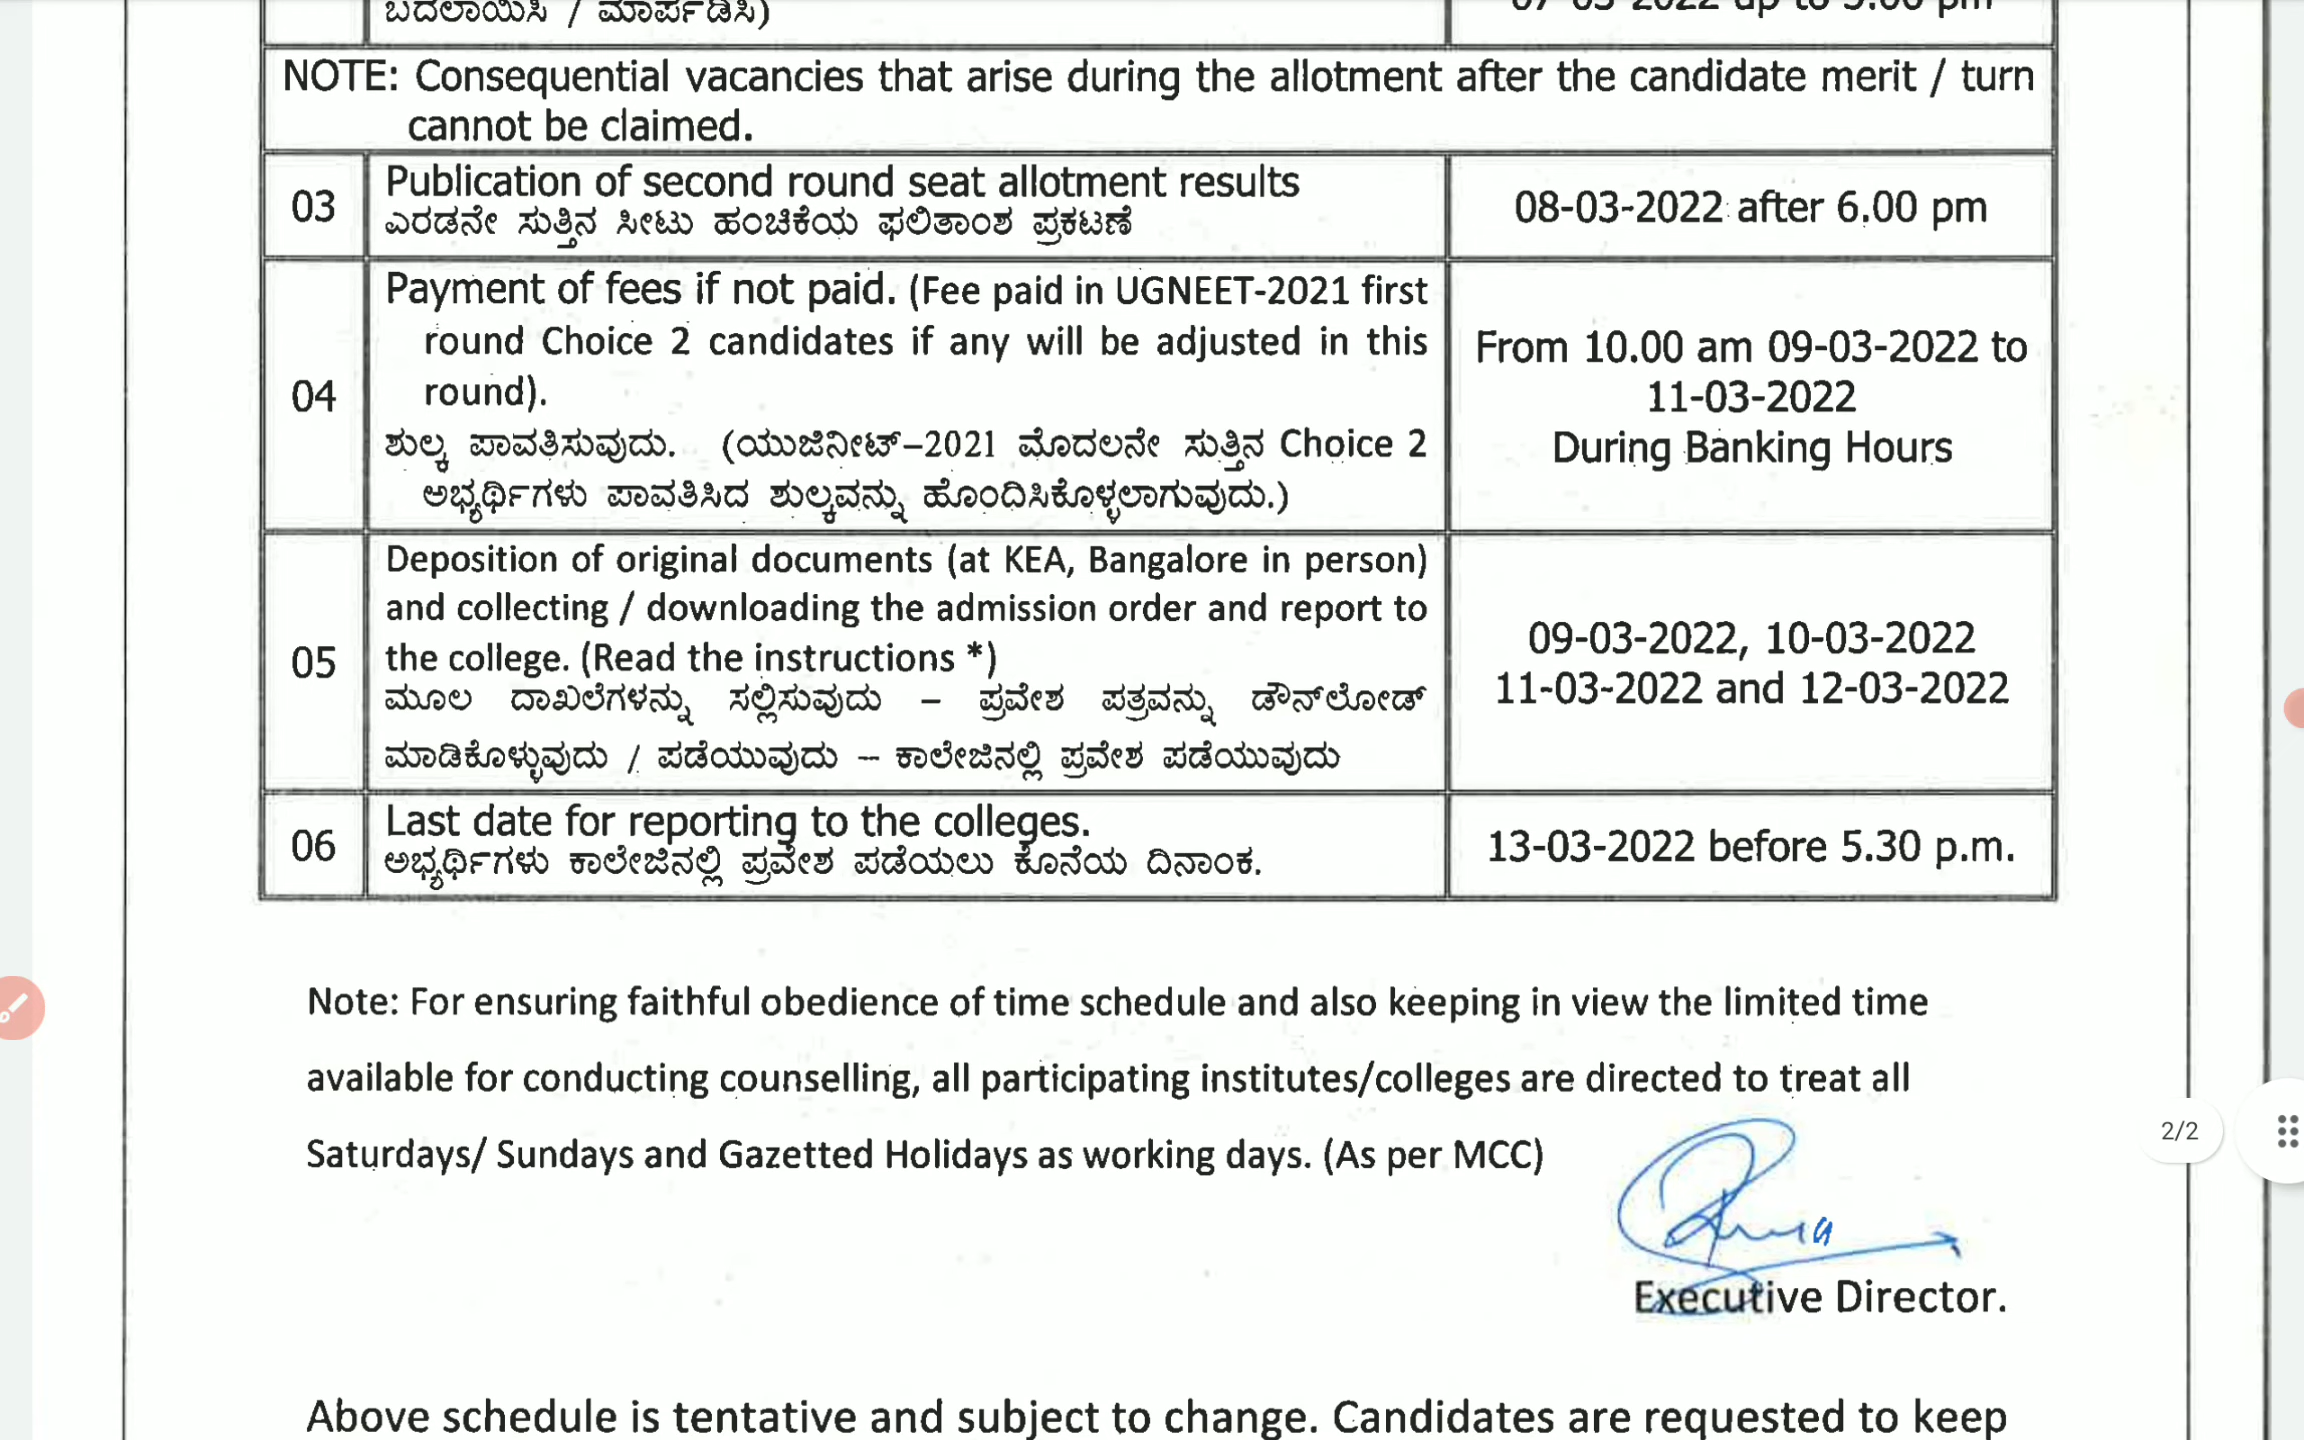 ಬದಲಾಯಿಸಿ / ಮಾರ್ಪಡಿಸಿ)
07-03-2022 up to 5.00 pm
NOTE: Consequential vacancies that arise during the allotment after the candidate merit / turn
cannot be claimed.
03
Publication of second round seat allotment results
ಎರಡನೇ ಸುತ್ತಿನ ಸೀಟು ಹಂಚಿಕೆಯ ಫಲಿತಾಂಶ ಪ್ರಕಟಣೆ
08-03-2022 after 6.00 pm
04
Payment of fees if not paid. (Fee paid in UGNEET-2021 first
round Choice 2 candidates if any will be adjusted in this
round).
ಶುಲ್ಕ ಪಾವತಿಸುವುದು. (ಯುಜಿನೀಟ್–2021 ಮೊದಲನೇ ಸುತ್ತಿನ Choice 2
ಅಭ್ಯರ್ಥಿಗಳು ಪಾವತಿಸಿದ ಶುಲ್ಕವನ್ನು ಹೊಂದಿಸಿಕೊಳ್ಳಲಾಗುವುದು.)
From 10.00 am 09-03-2022 to
11-03-2022
During Banking Hours
05
Deposition of original documents (at KEA, Bangalore in person)
and collecting / downloading the admission order and report to
the college. (Read the instructions *)
ಮೂಲ ದಾಖಲೆಗಳನ್ನು ಸಲ್ಲಿಸುವುದು – ಪ್ರವೇಶ ಪತ್ರವನ್ನು ಡೌನ್‌ಲೋಡ್
ಮಾಡಿಕೊಳ್ಳುವುದು / ಪಡೆಯುವುದು – ಕಾಲೇಜಿನಲ್ಲಿ ಪ್ರವೇಶ ಪಡೆಯುವುದು
09-03-2022, 10-03-2022
11-03-2022 and 12-03-2022
06
Last date for reporting to the colleges.
ಅಭ್ಯರ್ಥಿಗಳು ಕಾಲೇಜಿನಲ್ಲಿ ಪ್ರವೇಶ ಪಡೆಯಲು ಕೊನೆಯ ದಿನಾಂಕ.
13-03-2022 before 5.30 p.m.
Note: For ensuring faithful obedience of time schedule and also keeping in view the limited time
available for conducting counselling, all participating institutes/colleges are directed to treat all
Saturdays/ Sundays and Gazetted Holidays as working days. (As per MCC)
2/2
Executive Director.
Above schedule is tentative and subject to change. Candidates are requested to keep